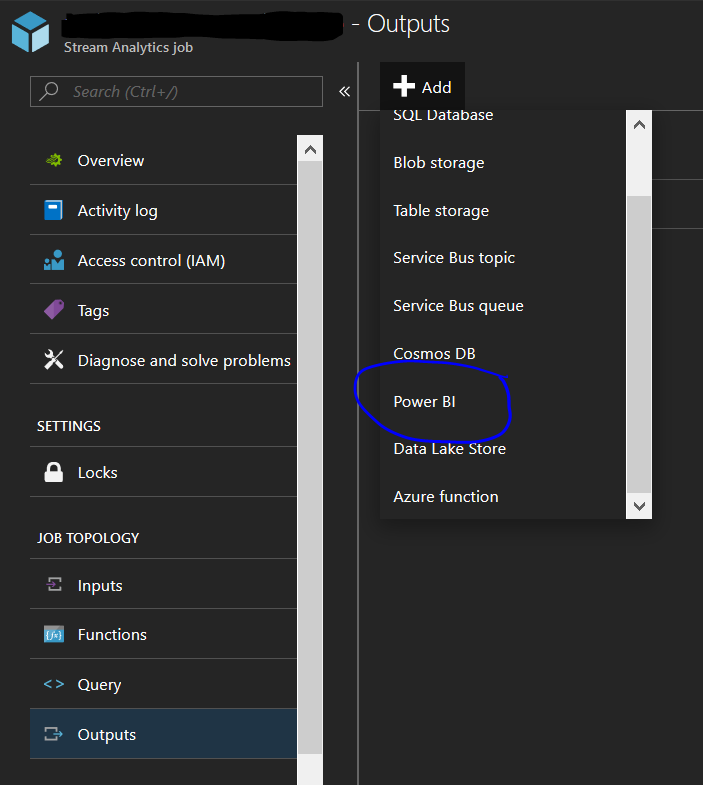 - Outputs
Stream Analytics job
Search (Ctrl+/)
«
Overview
Activity log
Access control (IAM)
Tags
Diagnose and solve problems
SETTINGS
Locks
JOB TOPOLOGY
Inputs
Functions
Query
Outputs
Add
SQL Database
Blob storage
Table storage
Service Bus topic
Service Bus queue
Cosmos DB
Power BI
Data Lake Store
Azure function